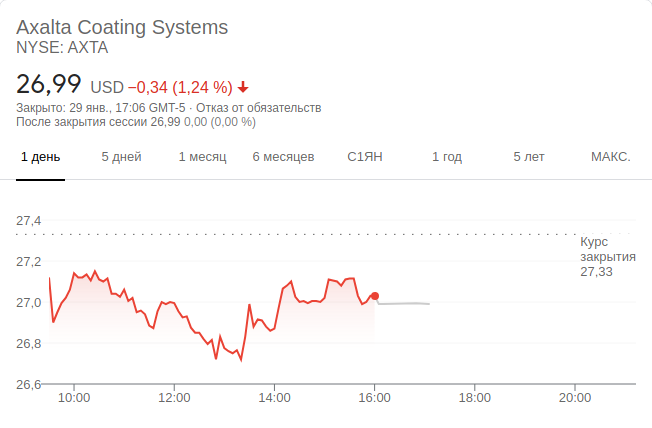 Axalta Coating Systems
NYSE: AXTA
26,99 USD −0,34 (1,24 %)
Закрыто: 29 янв., 17:06 GMT-5 · Отказ от обязательств
После закрытия сессии 26,99 0,00 (0,00 %)
1 день 5 дней 1 месяц 6 месяцев С1ЯН 1 год 5 лет МАКС.
27,4
Курс
закрытия
27,33
27,2
27,0
26,8
26,6
10:00 12:00 14:00 16:00 18:00 20:00